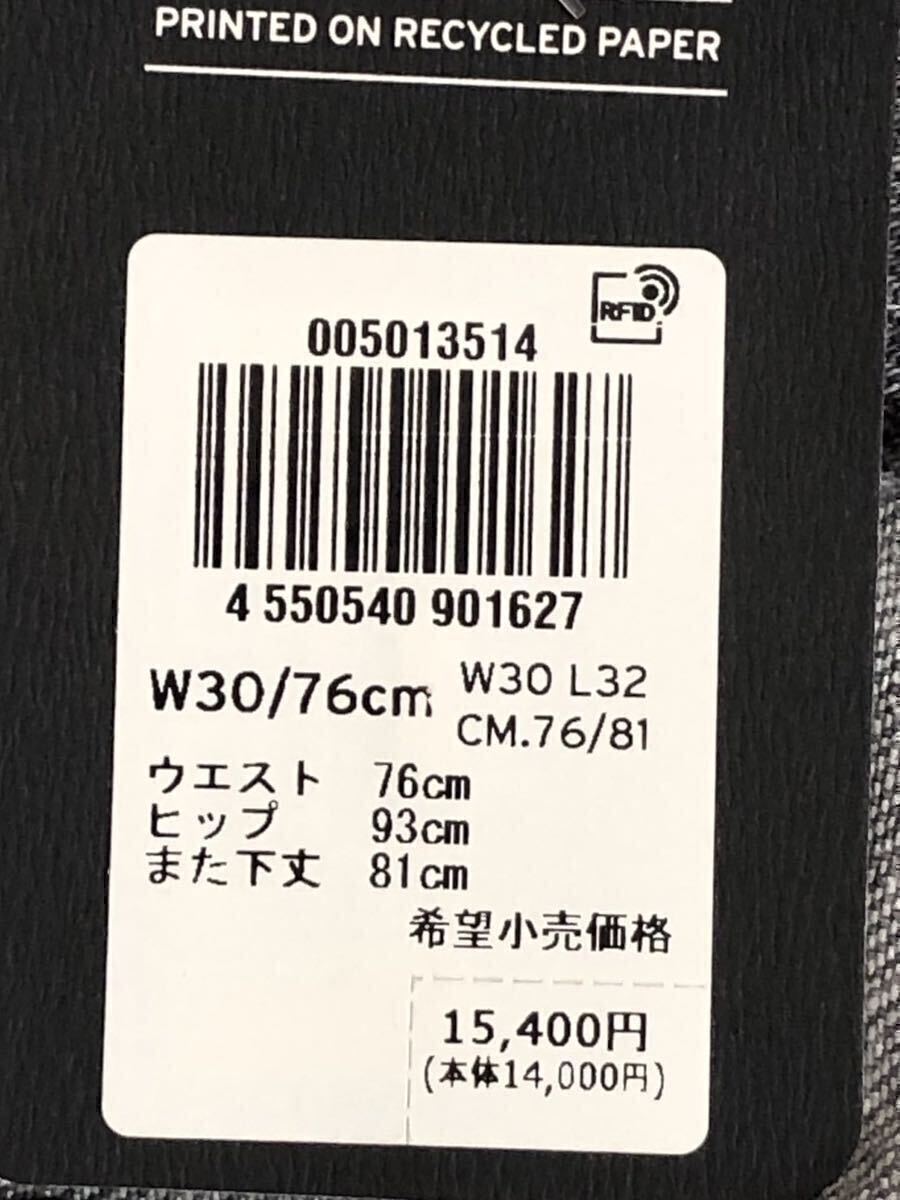 PRINTED ON RECYCLED PAPER
RFID
005013514
4 550540 901627
W30/76cm
W30 L32
CM.76/81
ウエスト 76cm
ヒップ 93cm
また下丈 81cm
希望小売価格
15,400円
(本体14,000円)